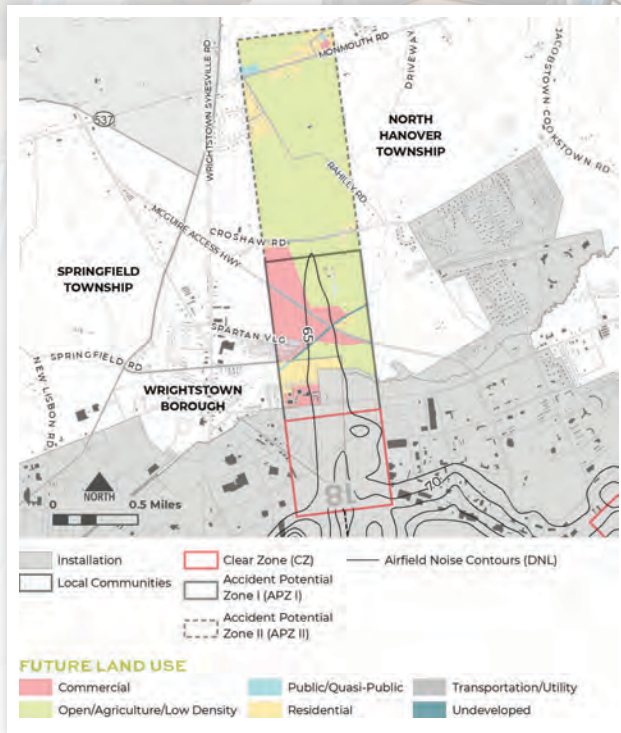 MONMOUTH RD
WRIGHTSTOWN SYKESVILLE RD
DRIVEWAY
JACOBSTOWN COOKSTOWN RD
537
NORTH
HANOVER
TOWNSHIP
RAHILLY RD
MCGUIRE ACCESS HWY
CROSHAW RD
SPRINGFIELD
TOWNSHIP
65
SPARTAN VLG
SPRINGFIELD RD
NEW LISBON RD
WRIGHTSTOWN
BOROUGH
18
70
NORTH
0 0.5 Miles
Installation
Local Communities
Clear Zone (CZ)
Accident Potential
Zone I (APZ I)
Accident Potential
Zone II (APZ II)
Airfield Noise Contours (DNL)
FUTURE LAND USE
Commercial
Open/Agriculture/Low Density
Public/Quasi-Public
Residential
Transportation/Utility
Undeveloped